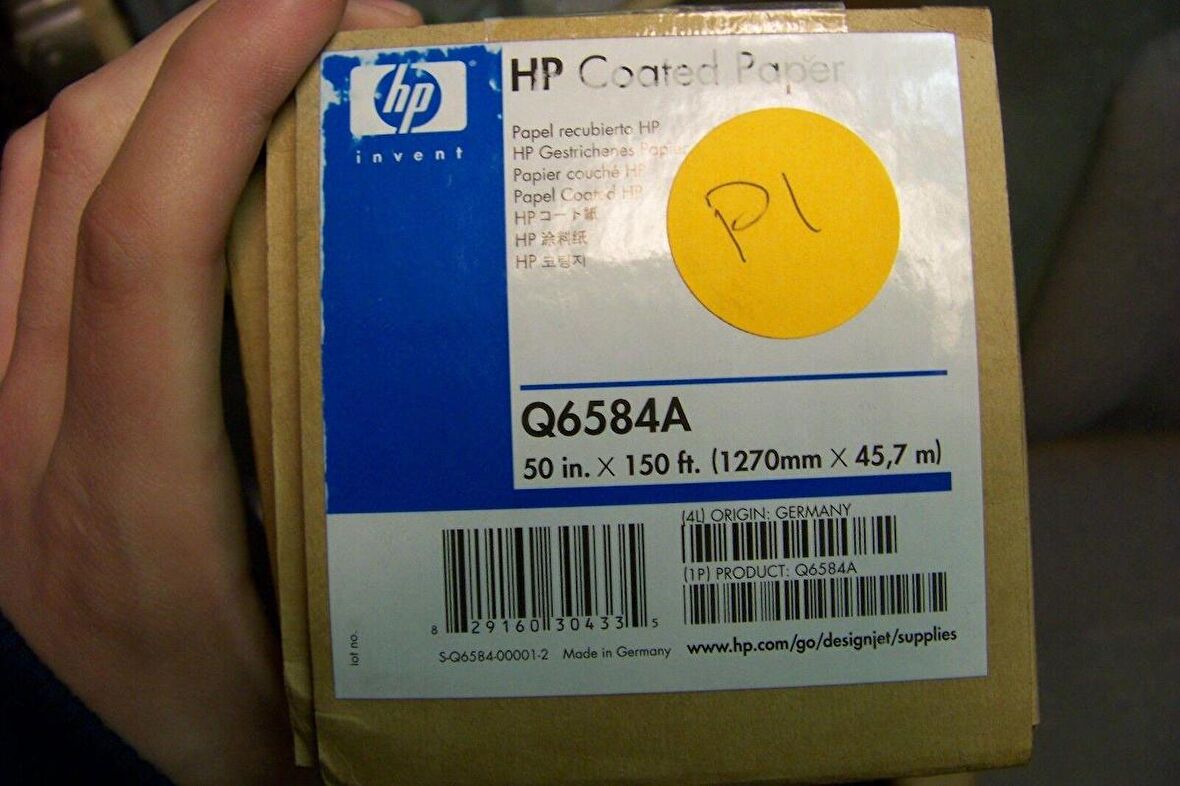 hp
invent
HP Coated Paper
Papel recubierto HP
HP Gestrichenes Papier
Papier couché HP
Papel Coated HP
HP コート紙
HP 涂料纸
HP 코팅지
P1
Q6584A
50 in. X 150 ft. (1270mm X 45,7 m)
(4L) ORIGIN: GERMANY
(1P) PRODUCT: Q6584A
8 29160 30433 5
lot no.
S-Q6584-00001-2 Made in Germany
www.hp.com/go/designjet/supplies